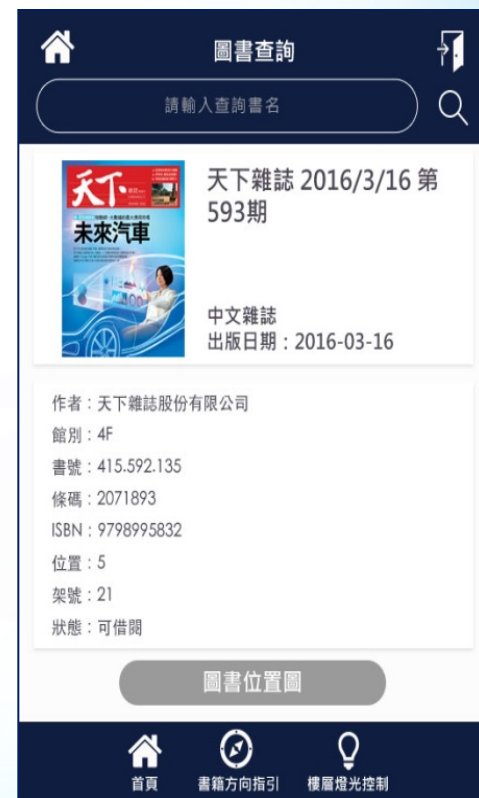 圖書查詢
請輸入查詢書名
天下雜誌 2016/3/16 第
593期
天下
未來汽車
中文雜誌
出版日期：2016-03-16
作者：天下雜誌股份有限公司
館別：4F
書號：415.592.135
條碼：2071893
ISBN：9798995832
位置：5
架號：21
狀態：可借閱
圖書位置圖
首頁
書籍方向指引
樓層燈光控制